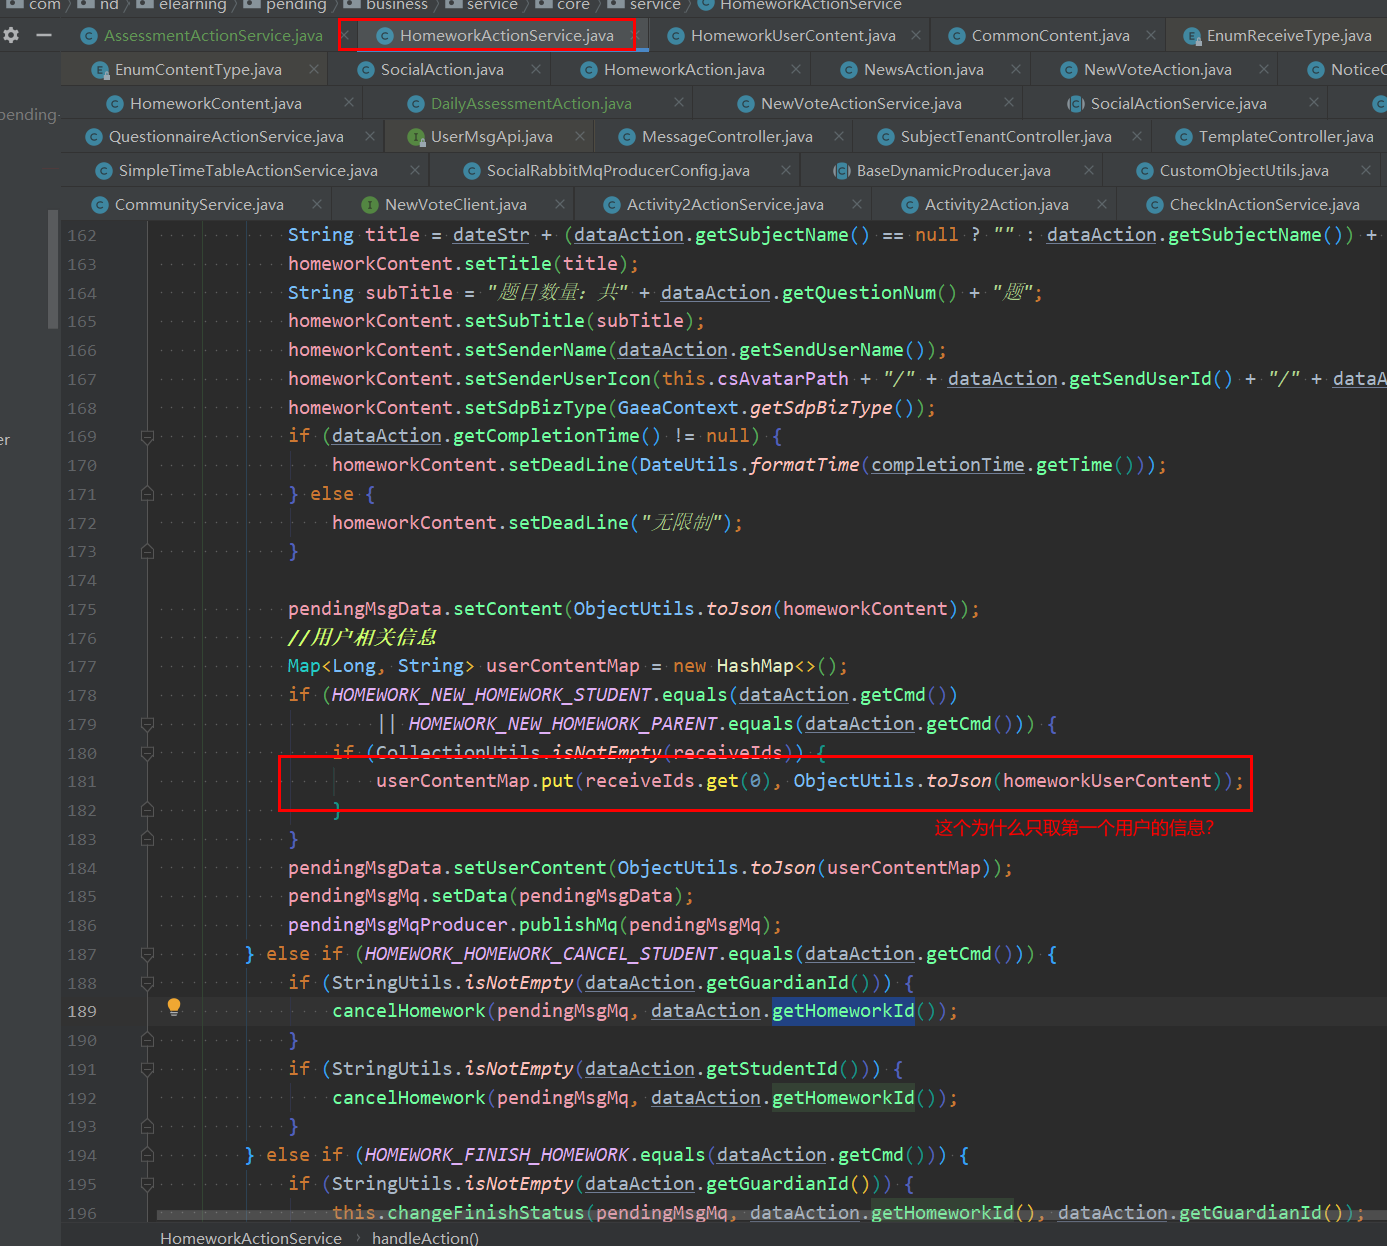 com nd elearning pending business service core service HomeworkActionService
AssessmentActionService.java HomeworkActionService.java HomeworkUserContent.java CommonContent.java EnumReceiveType.java
EnumContentType.java SocialAction.java HomeworkAction.java NewsAction.java NewVoteAction.java NoticeC
HomeworkContent.java DailyAssessmentAction.java NewVoteActionService.java SocialActionService.java
pending-
QuestionnaireActionService.java UserMsgApi.java MessageController.java SubjectTenantController.java TemplateController.java
SimpleTimeTableActionService.java SocialRabbitMqProducerConfig.java BaseDynamicProducer.java CustomObjectUtils.java
CommunityService.java NewVoteClient.java Activity2ActionService.java Activity2Action.java CheckInActionService.java
162 String title = dateStr + (dataAction.getSubjectName() == null ? "" : dataAction.getSubjectName()) +
163 homeworkContent.setTitle(title);
164 String subTitle = "题目数量：共" + dataAction.getQuestionNum() + "题";
165 homeworkContent.setSubTitle(subTitle);
166 homeworkContent.setSenderName(dataAction.getSendUserName());
167 homeworkContent.setSenderUserIcon(this.csAvatarPath + "/" + dataAction.getSendUserId() + "/" + dataA
168 homeworkContent.setSdpBizType(GaeaContext.getSdpBizType());
169 if (dataAction.getCompletionTime() != null) {
er
170 homeworkContent.setDeadLine(DateUtils.formatTime(completionTime.getTime()));
171 } else {
172 homeworkContent.setDeadLine("无限制");
173 }
174
175 pendingMsgData.setContent(ObjectUtils.toJson(homeworkContent));
176 //用户相关信息
177 Map<Long, String> userContentMap = new HashMap<>();
178 if (HOMEWORK_NEW_HOMEWORK_STUDENT.equals(dataAction.getCmd())
179 || HOMEWORK_NEW_HOMEWORK_PARENT.equals(dataAction.getCmd())) {
180 if (CollectionUtils.isNotEmpty(receiveIds)) {
181 userContentMap.put(receiveIds.get(0), ObjectUtils.toJson(homeworkUserContent));
182 }
这个为什么只取第一个用户的信息？
183 }
184 pendingMsgData.setUserContent(ObjectUtils.toJson(userContentMap));
185 pendingMsgMq.setData(pendingMsgData);
186 pendingMsgMqProducer.publishMq(pendingMsgMq);
187 } else if (HOMEWORK_HOMEWORK_CANCEL_STUDENT.equals(dataAction.getCmd())) {
188 if (StringUtils.isNotEmpty(dataAction.getGuardianId())) {
189 cancelHomework(pendingMsgMq, dataAction.getHomeworkId());
190 }
191 if (StringUtils.isNotEmpty(dataAction.getStudentId())) {
192 cancelHomework(pendingMsgMq, dataAction.getHomeworkId());
193 }
194 } else if (HOMEWORK_FINISH_HOMEWORK.equals(dataAction.getCmd())) {
195 if (StringUtils.isNotEmpty(dataAction.getGuardianId())) {
196 this.changeFinishStatus(pendingMsgMq, dataAction.getHomeworkId(), dataAction.getGuardianId());
HomeworkActionService › handleAction()